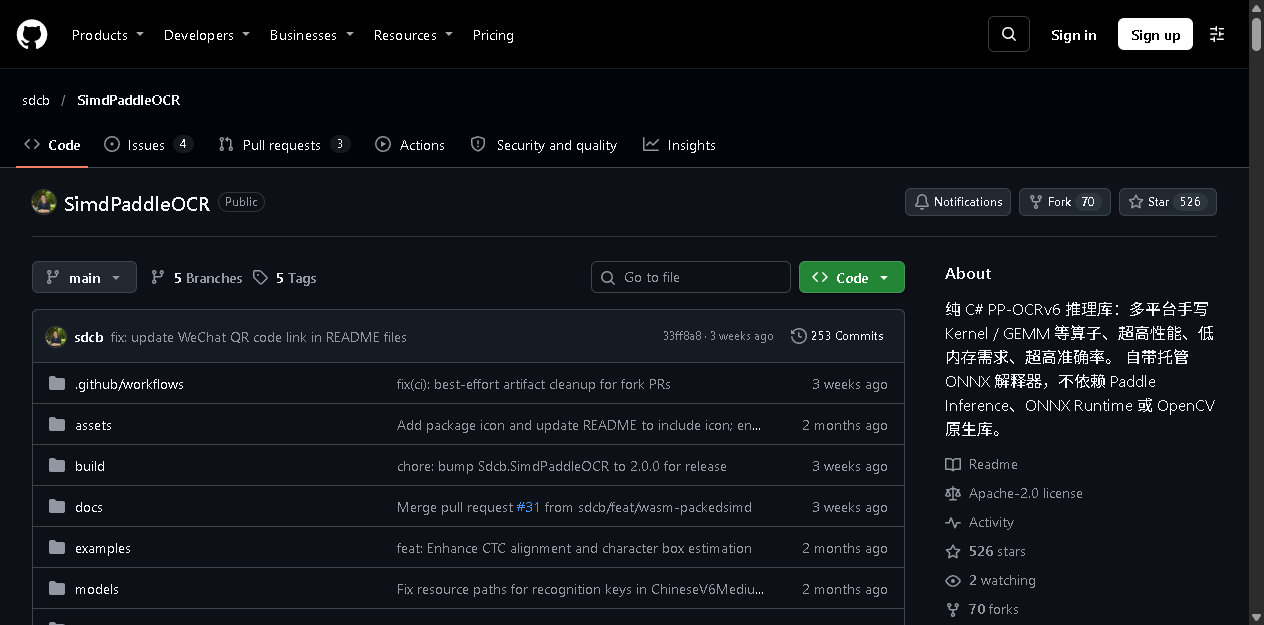 Products Developers Businesses Resources Pricing Sign in Sign up
sdcb / SimdPaddleOCR
Code Issues 4 Pull requests 3 Actions Security and quality Insights
SimdPaddleOCR Public Notifications Fork 70 Star 526
main 5 Branches 5 Tags Go to file Code
sdcb fix: update WeChat QR code link in README files 33ff8a8 · 3 weeks ago 253 Commits
.github/workflows fix(ci): best-effort artifact cleanup for fork PRs 3 weeks ago
assets Add package icon and update README to include icon; en... 2 months ago
build chore: bump Sdcb.SimdPaddleOCR to 2.0.0 for release 3 weeks ago
docs Merge pull request #31 from sdcb/feat/wasm-packedsimd 3 weeks ago
examples feat: Enhance CTC alignment and character box estimation 2 months ago
models Fix resource paths for recognition keys in ChineseV6Mediu... 2 months ago
About
纯 C# PP-OCRv6 推理库：多平台手写
Kernel / GEMM 等算子、超高性能、低
内存需求、超高准确率。 自带托管
ONNX 解释器，不依赖 Paddle
Inference、ONNX Runtime 或 OpenCV
原生库。
Readme
Apache-2.0 license
Activity
526 stars
2 watching
70 forks